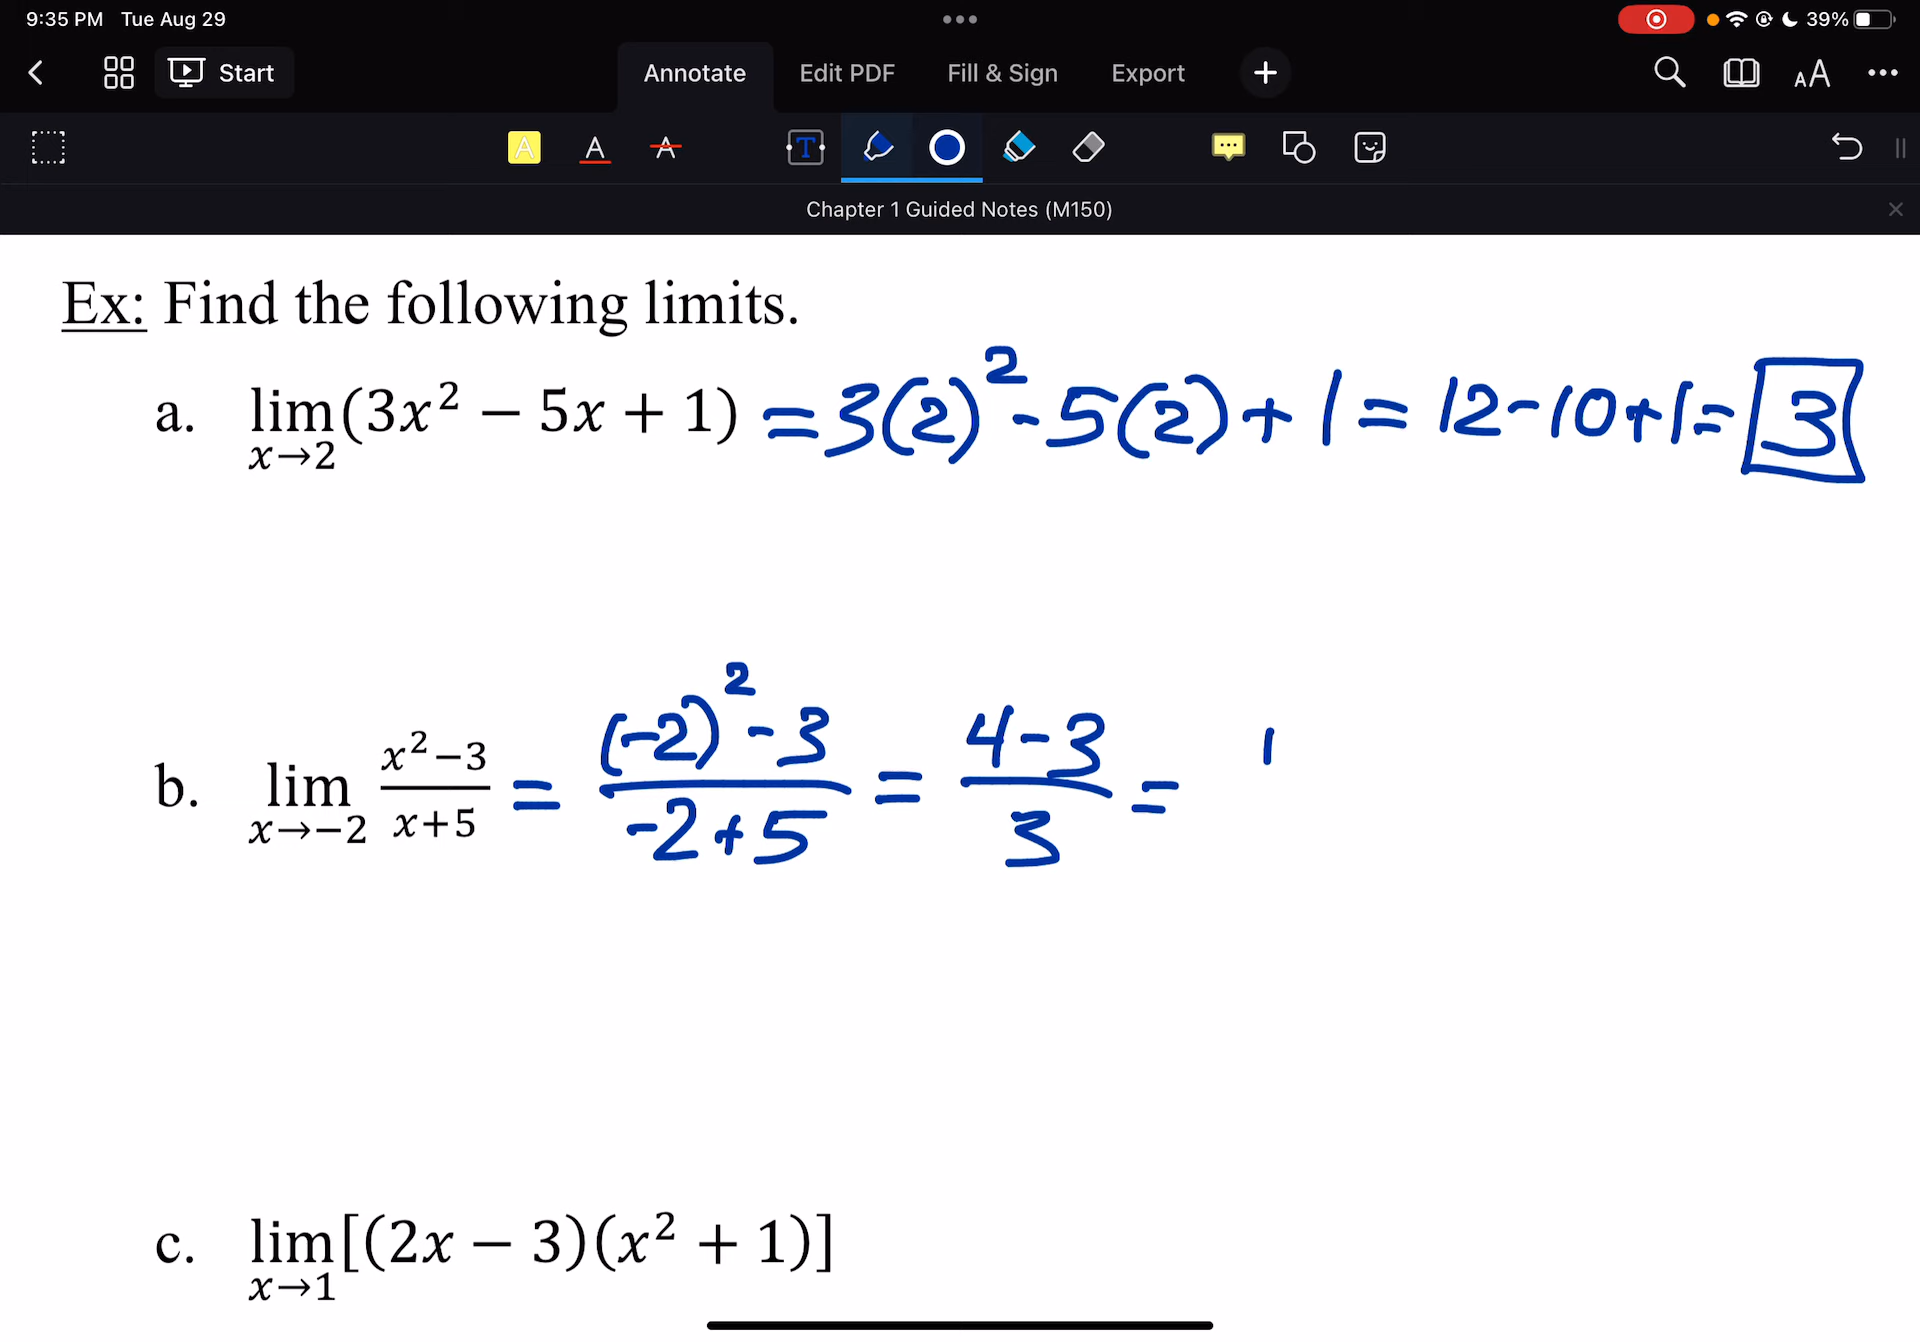 9:35 PM Tue Aug 29 39%
Start Annotate Edit PDF Fill & Sign Export + AA
A A A T
Chapter 1 Guided Notes (M150)
Ex: Find the following limits.
a. lim x→2 (3x² – 5x + 1) = 3(2)² - 5(2) + 1 = 12 - 10 + 1 = 3
b. lim x→−2 x²−3 / x+5 = (-2)² - 3 / -2 + 5 = 4 - 3 / 3 = 1
c. lim x→1 [(2x – 3)(x² + 1)]